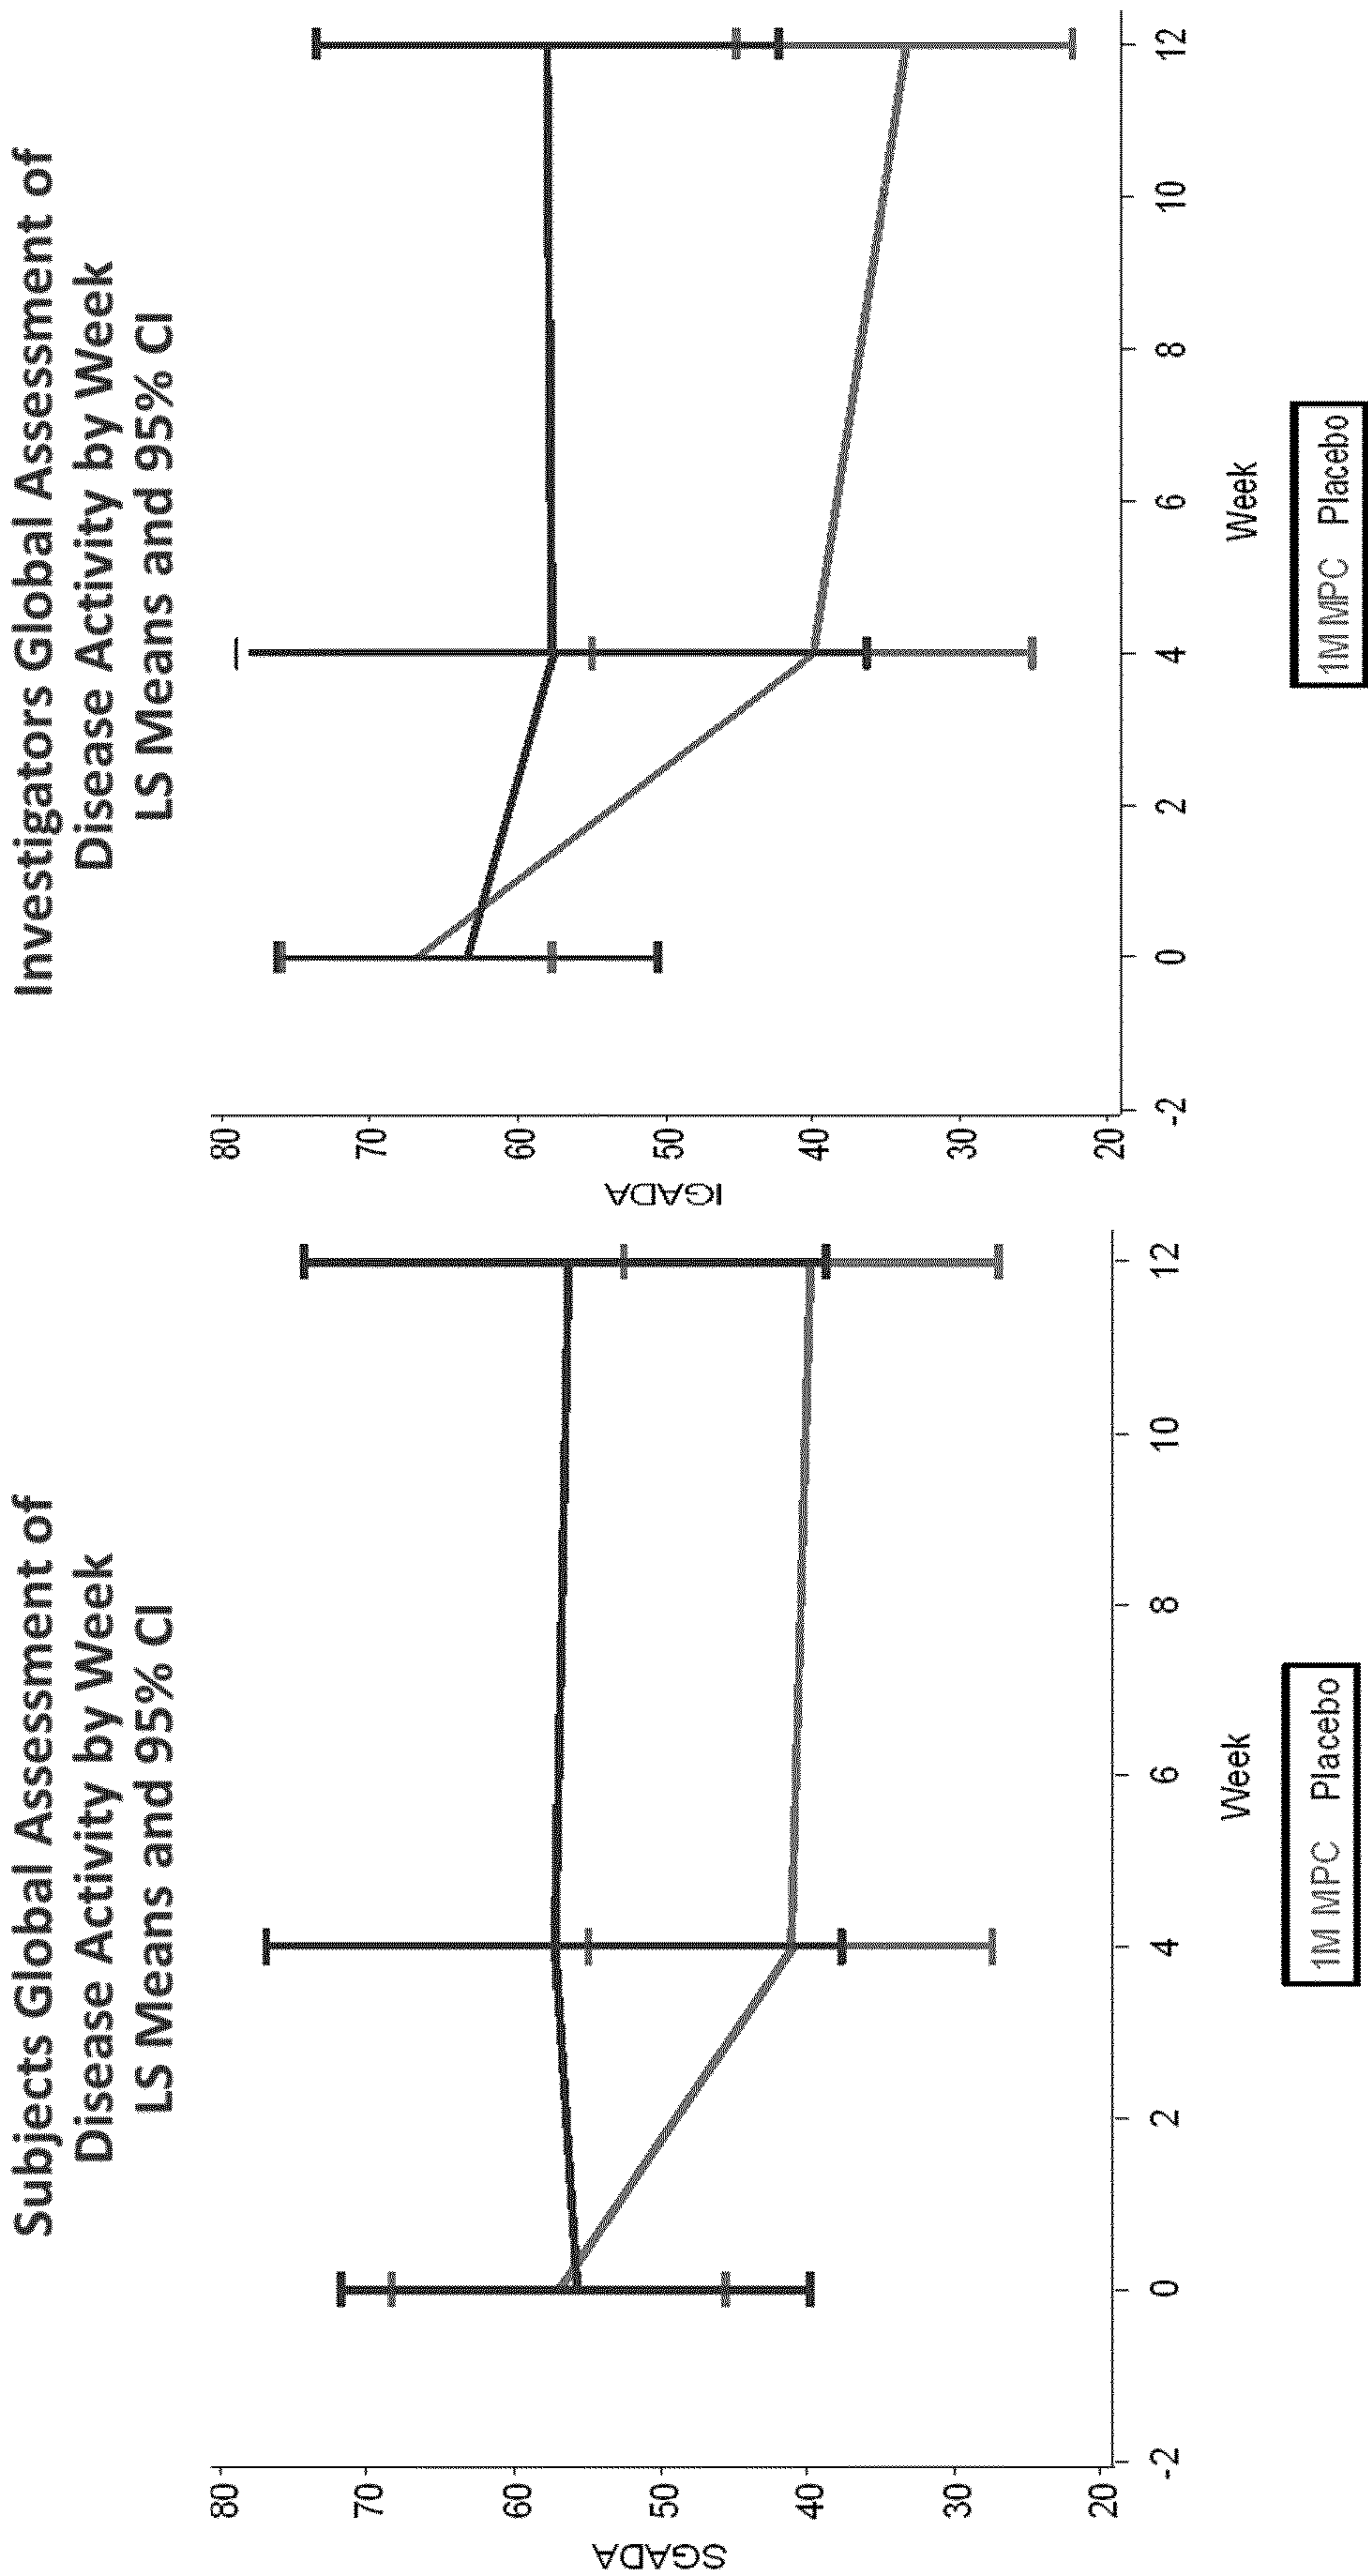 Subjects Global Assessment of
Disease Activity by Week
LS Means and 95% CI
SGADA
80
70
60
50
40
30
20
-2 0 2 4 6 8 10 12
Week
1M MPC Placebo
Investigators Global Assessment of
Disease Activity by Week
LS Means and 95% CI
IGADA
80
70
60
50
40
30
20
-2 0 2 4 6 8 10 12
Week
1M MPC Placebo